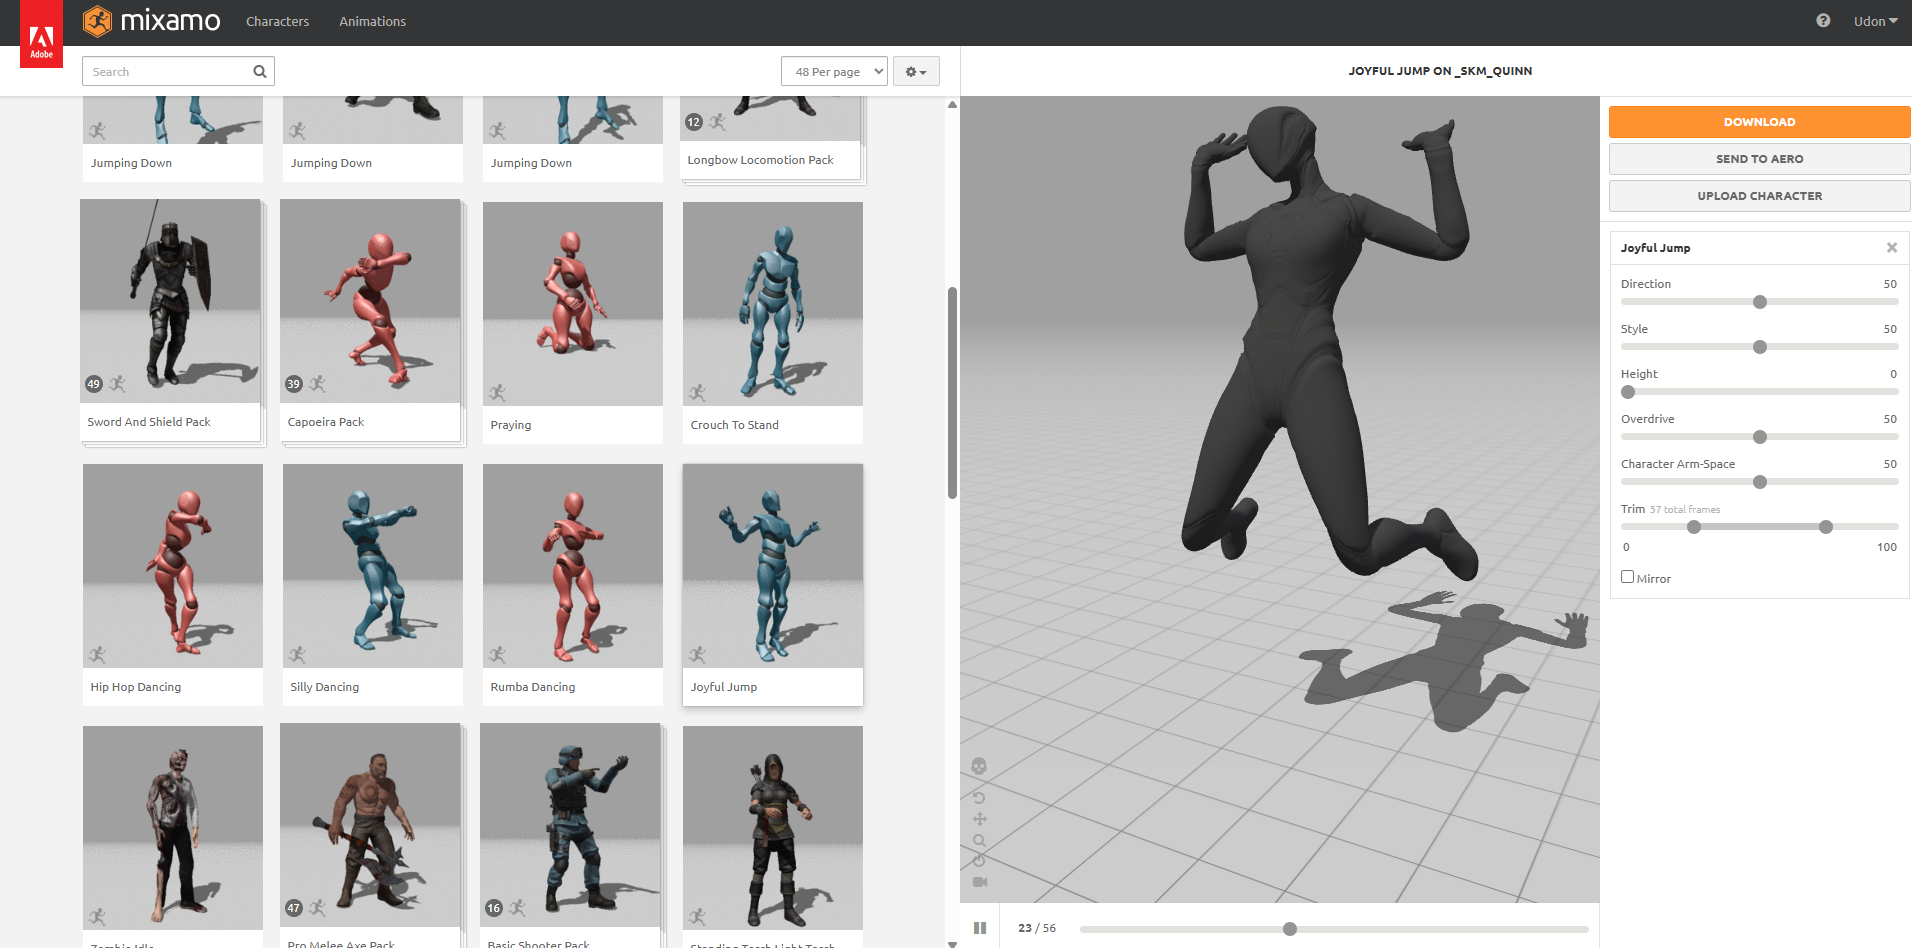 Adobe
mixamo
Characters
Animations
Udon
Search
48 Per page
JOYFUL JUMP ON _SKM_QUINN
Jumping Down
Jumping Down
Jumping Down
12
Longbow Locomotion Pack
49
Sword And Shield Pack
39
Capoeira Pack
Praying
Crouch To Stand
Hip Hop Dancing
Silly Dancing
Rumba Dancing
Joyful Jump
Zombie Idle
47
Pro Melee Axe Pack
16
Basic Shooter Pack
Standing Torch Light Torch
23 / 56
DOWNLOAD
SEND TO AERO
UPLOAD CHARACTER
Joyful Jump
Direction 50
Style 50
Height 0
Overdrive 50
Character Arm-Space 50
Trim 57 total frames
0 100
Mirror